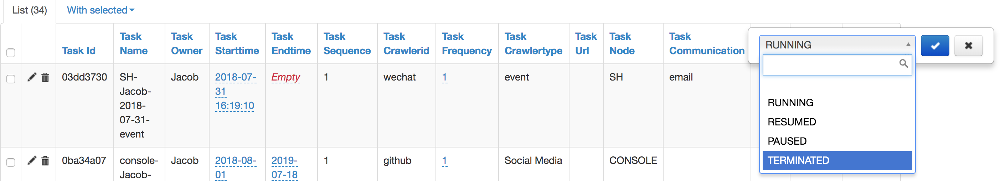 List (34) With selected
Task Id Task Name Task Owner Task Starttime Task Endtime Task Sequence Task Crawlerid Task Frequency Task Crawlertype Task Url Task Node Task Communication
RUNNING
03dd3730 SH- Jacob 2018-07- Empty 1 wechat 1 event SH email
Jacob- 31
2018- 16:19:10
07-31-
event
0ba34a07 console- Jacob 2018-08- 2019- 1 github 1 Social Media CONSOLE
Jacob- 01 07-18
RUNNING
RESUMED
PAUSED
TERMINATED